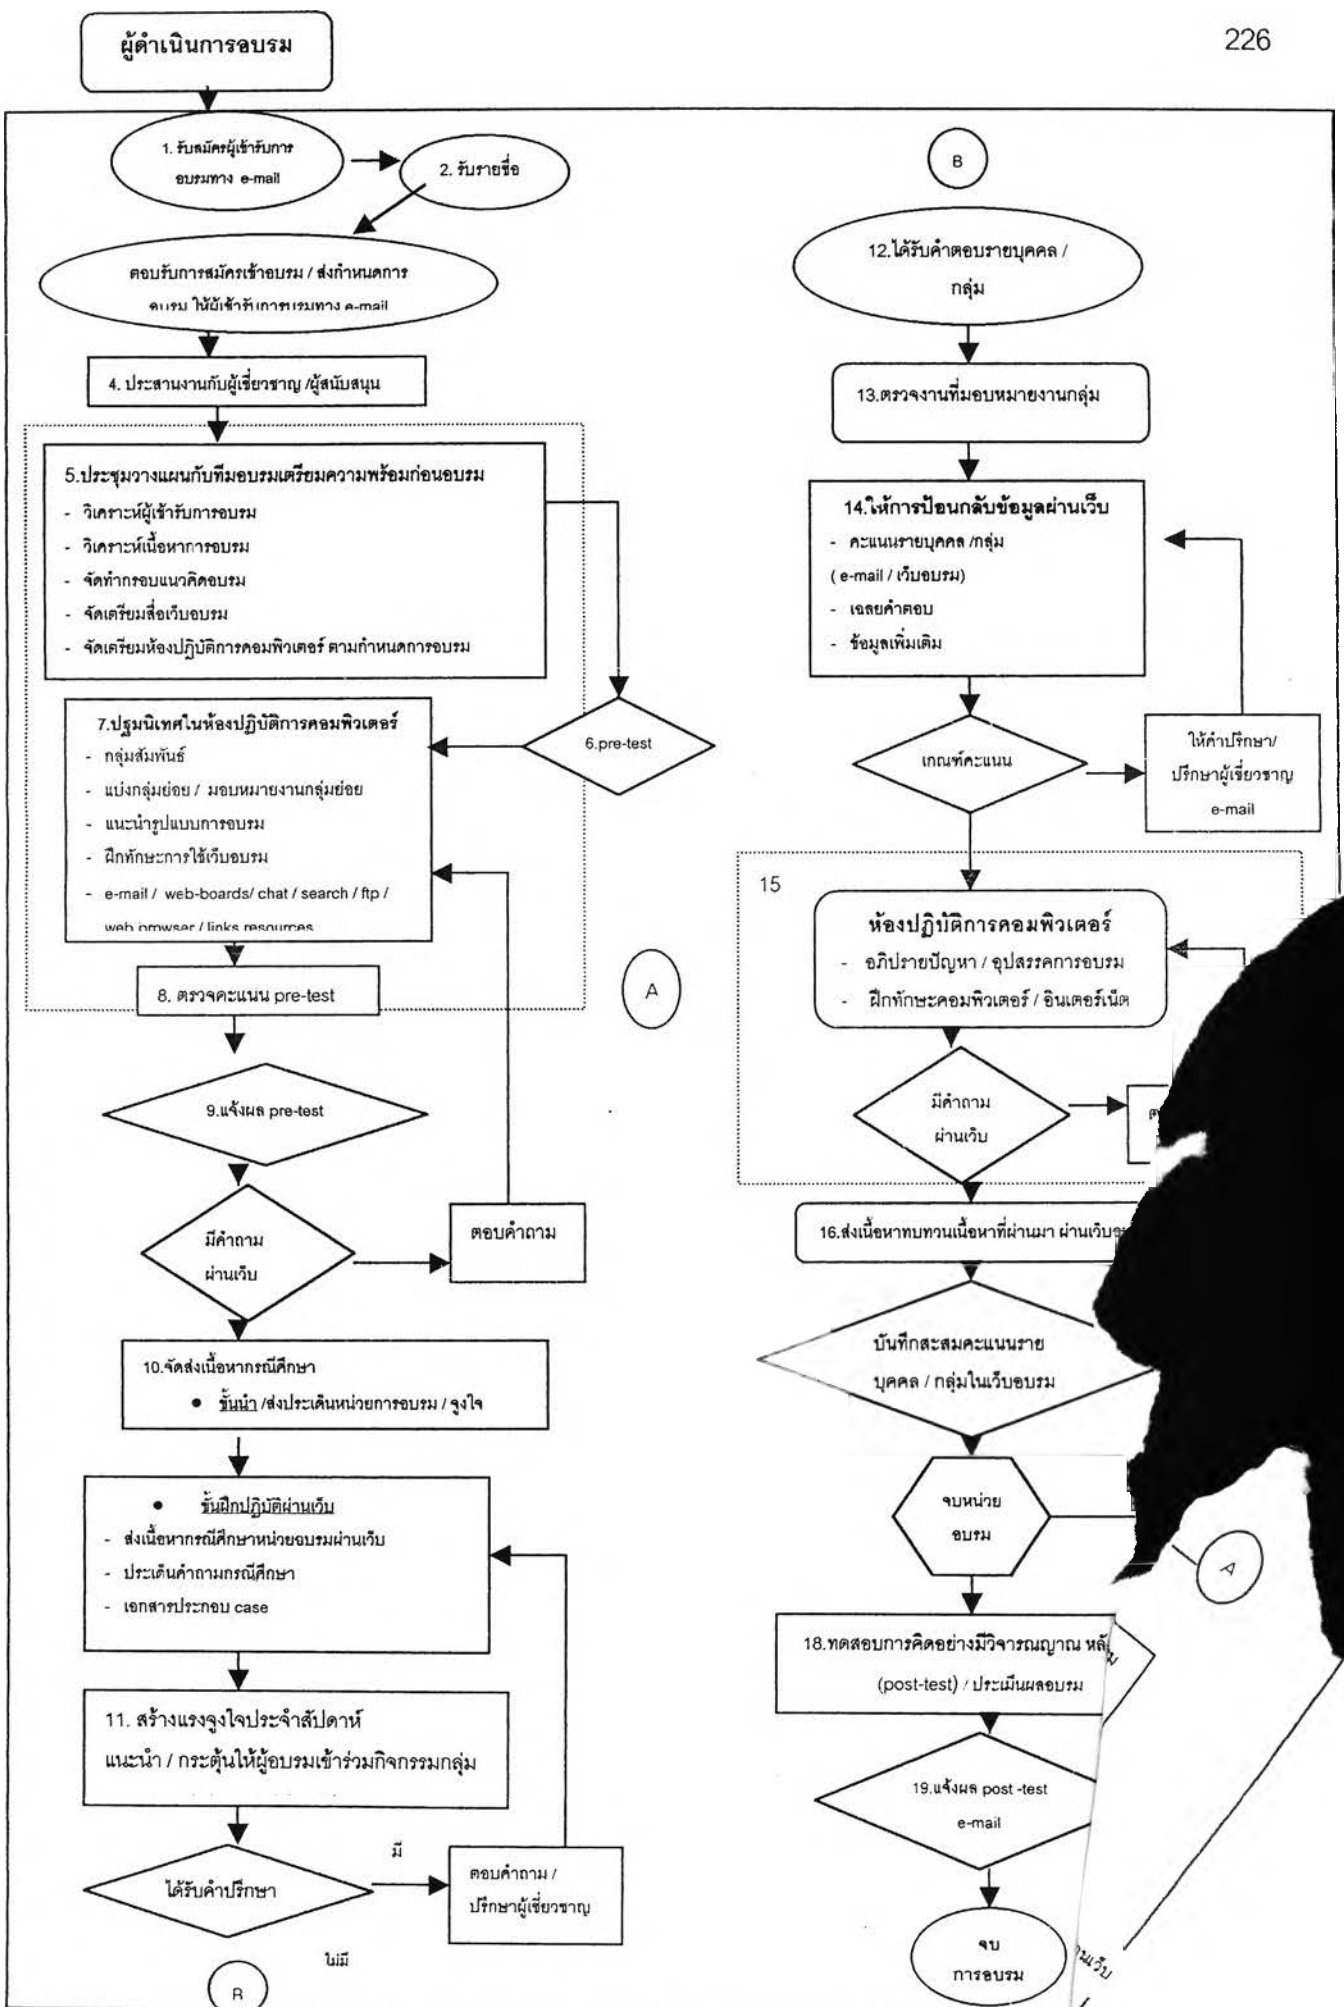 226
ผู้ดำเนินการอบรม
1. รับสมัครผู้เข้ารับการ
อบรมทาง e-mail
2. รับรายชื่อ
ตอบรับการสมัครเข้าอบรม / ส่งกำหนดการ
อบรม ให้ผู้เข้ารับการบรมทาง e-mail
4. ประสานงานกับผู้เชี่ยวชาญ /ผู้สนับสนุน
5.ประชุมวางแผนกับทีมอบรมเตรียมความพร้อมก่อนอบรม
- วิเคราะห์ผู้เข้ารับการอบรม
- วิเคราะห์เนื้อหาการอบรม
- จัดทำกรอบแนวคิดอบรม
- จัดเตรียมสื่อเว็บอบรม
- จัดเตรียมห้องปฏิบัติการคอมพิวเตอร์ ตามกำหนดการอบรม
6.pre-test
7.ปฐมนิเทศในห้องปฏิบัติการคอมพิวเตอร์
- กลุ่มสัมพันธ์
- แบ่งกลุ่มย่อย / มอบหมายงานกลุ่มย่อย
- แนะนำรูปแบบการอบรม
- ฝึกทักษะการใช้เว็บอบรม
- e-mail / web-boards/ chat / search / ftp /
web browser / links resources
8. ตรวจคะแนน pre-test
A
9.แจ้งผล pre-test
มีคำถาม
ผ่านเว็บ
ตอบคำถาม
10.จัดส่งเนื้อหากรณีศึกษา
● ขั้นนำ /ส่งประเด็นหน่วยการอบรม / จูงใจ
● ขั้นฝึกปฏิบัติผ่านเว็บ
- ส่งเนื้อหากรณีศึกษาหน่วยอบรมผ่านเว็บ
- ประเด็นคำถามกรณีศึกษา
- เอกสารประกอบ case
11. สร้างแรงจูงใจประจำสัปดาห์
แนะนำ / กระตุ้นให้ผู้อบรมเข้าร่วมกิจกรรมกลุ่ม
ได้รับคำปรึกษา
มี
ตอบคำถาม /
ปรึกษาผู้เชี่ยวชาญ
ไม่มี
B
B
12.ได้รับคำตอบรายบุคคล /
กลุ่ม
13.ตรวจงานที่มอบหมายงานกลุ่ม
14.ให้การป้อนกลับข้อมูลผ่านเว็บ
- คะแนนรายบุคคล /กลุ่ม
( e-mail / เว็บอบรม)
- เฉลยคำตอบ
- ข้อมูลเพิ่มเติม
เกณฑ์คะแนน
ให้คำปรึกษา/
ปรึกษาผู้เชี่ยวชาญ
e-mail
15
ห้องปฏิบัติการคอมพิวเตอร์
- อภิปรายปัญหา / อุปสรรคการอบรม
- ฝึกทักษะคอมพิวเตอร์ / อินเตอร์เน็ต
มีคำถาม
ผ่านเว็บ
16.ส่งเนื้อหาทบทวนเนื้อหาที่ผ่านมา ผ่านเว็บ
บันทึกสะสมคะแนนราย
บุคคล / กลุ่มในเว็บอบรม
จบหน่วย
อบรม
A
18.ทดสอบการคิดอย่างมีวิจารณญาณ
(post-test) / ประเมินผลอบรม
19.แจ้งผล post -test
e-mail
จบ
การอบรม